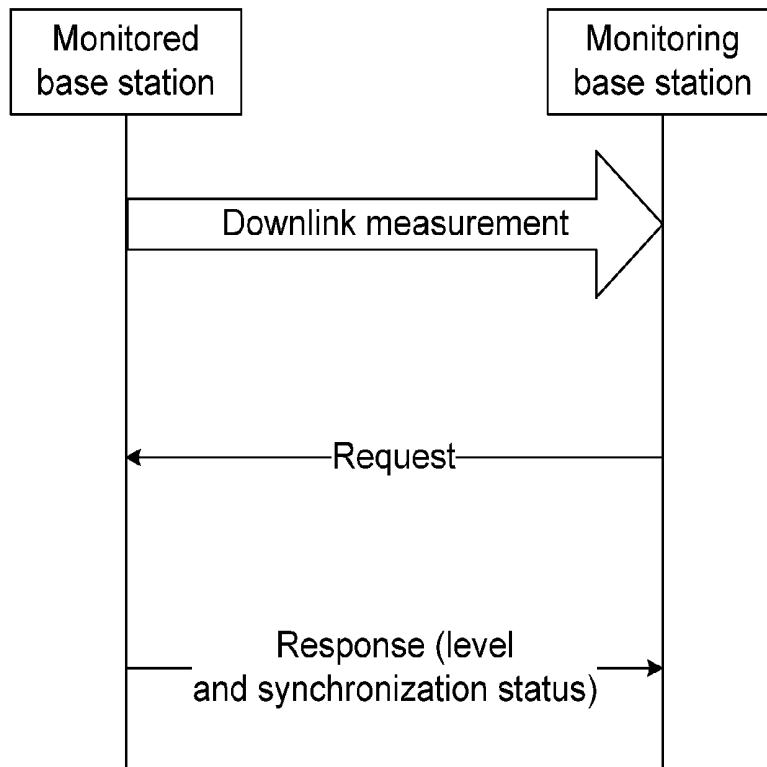 Monitored
base station
Monitoring
base station
Downlink measurement
Request
Response (level
and synchronization status)